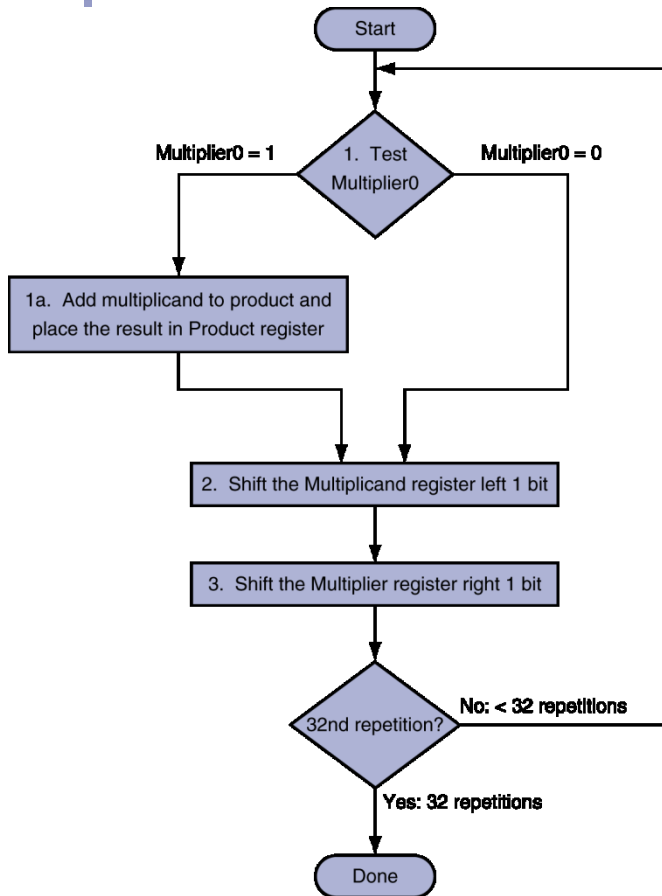 Start
Multiplier0 = 1
1. Test
Multiplier0
Multiplier0 = 0
1a. Add multiplicand to product and
place the result in Product register
2. Shift the Multiplicand register left 1 bit
3. Shift the Multiplier register right 1 bit
32nd repetition?
No: < 32 repetitions
Yes: 32 repetitions
Done